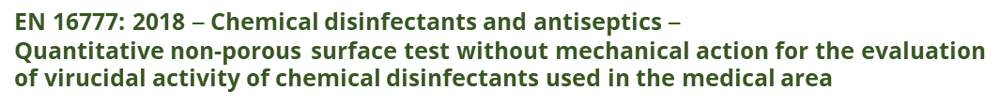 EN 16777: 2018 – Chemical disinfectants and antiseptics –
Quantitative non-porous surface test without mechanical action for the evaluation
of virucidal activity of chemical disinfectants used in the medical area